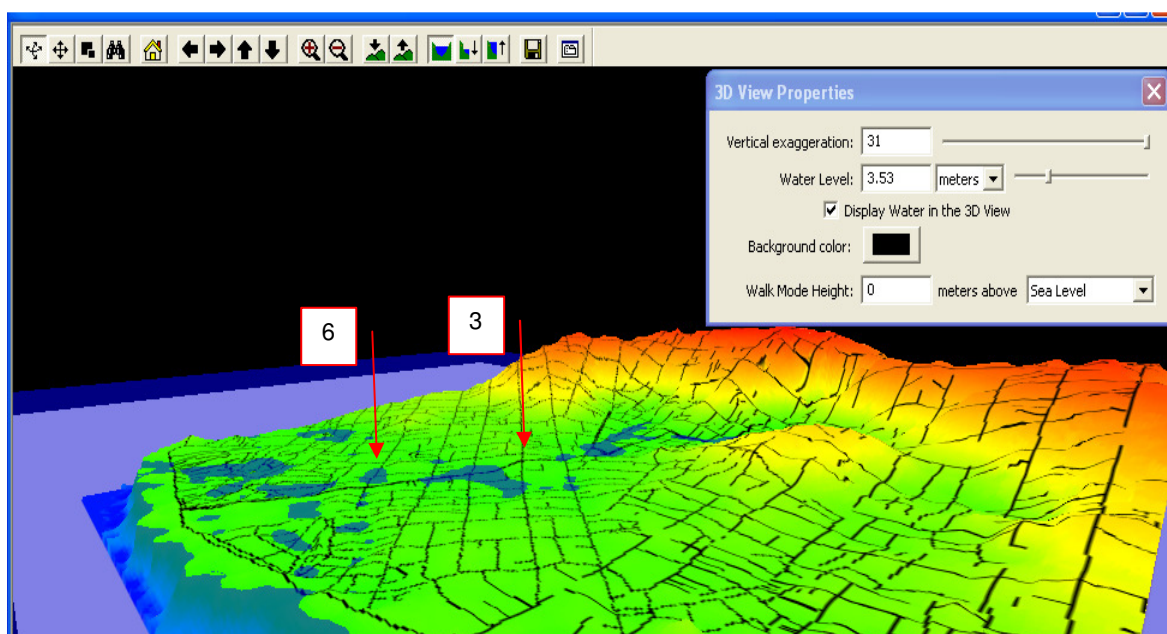 3D View Properties
Vertical exaggeration: 31
Water Level: 3.53 meters
Display Water in the 3D View
Background color:
Walk Mode Height: 0 meters above Sea Level
6
3